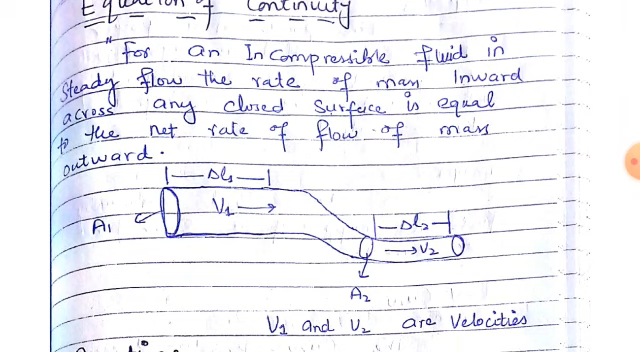 Equation of Continuity
"For an Incompressible fluid in
steady flow the rate of mass Inward
across any closed surface is equal
to the net rate of flow of mass
outward.
Δl₁
V₁
A₁
Δl₂
V₂
A₂
V₁ and V₂ are Velocities